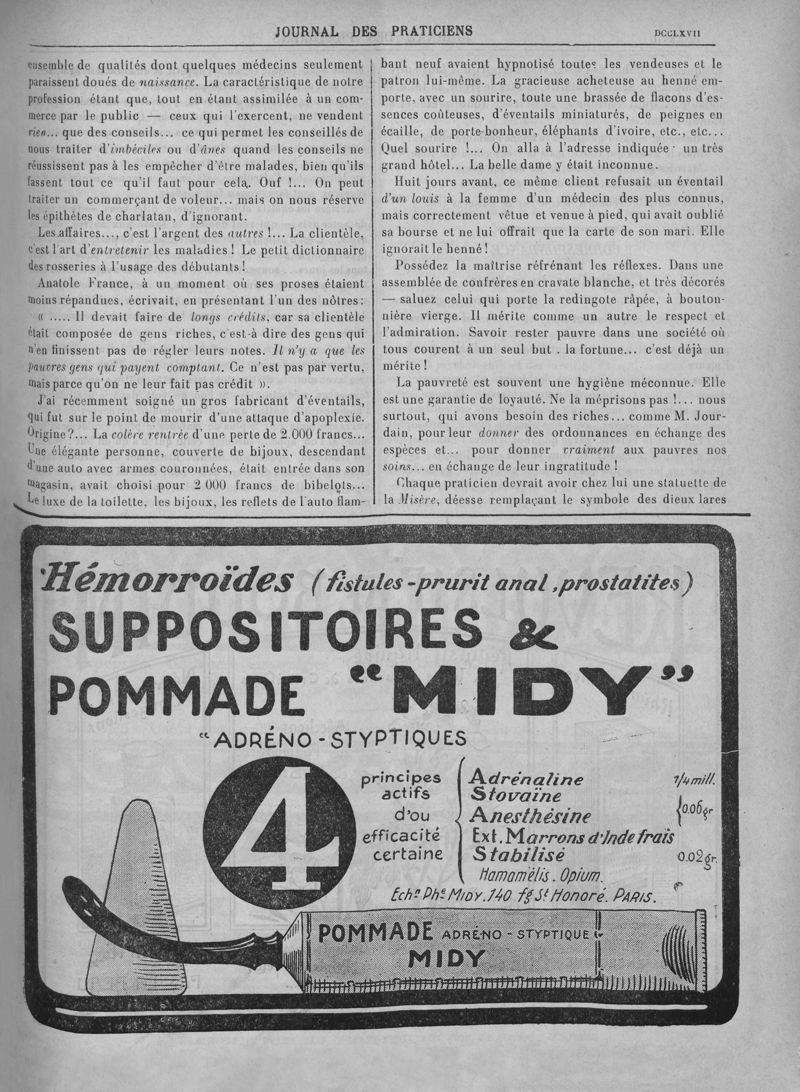 JOURNAL DES PRATICIENS
DCCLXVII
ensemble de qualités dont quelques médecins seulement
paraissent doués de naissance. La caractéristique de notre
profession étant que, tout en étant assimilée à un com-
merce par le public — ceux qui l'exercent, ne vendent
rien... que des conseils... ce qui permet les conseillés de
nous traiter d'imbéciles ou d'ânes quand les conseils ne
réussissent pas à les empêcher d'être malades, bien qu'ils
fassent tout ce qu'il faut pour cela. Ouf !... On peut
traiter un commerçant de voleur... mais on nous réserve
les épithètes de charlatan, d'ignorant.
Les affaires..., c'est l'argent des autres !... La clientèle,
c'est l'art d'entretenir les maladies ! Le petit dictionnaire
des rosseries à l'usage des débutants !
Anatole France, à un moment où ses proses étaient
moins répandues, écrivait, en présentant l'un des nôtres:
« ..... Il devait faire de longs crédits, car sa clientèle
était composée de gens riches, c'est-à dire des gens qui
n'en finissent pas de régler leurs notes. Il n'y a que les
pauvres gens qui payent comptant. Ce n'est pas par vertu,
mais parce qu'on ne leur fait pas crédit ».
J'ai récemment soigné un gros fabricant d'éventails,
qui fut sur le point de mourir d'une attaque d'apoplexie.
Origine?... La colère rentrée d'une perte de 2.000 francs...
Une élégante personne, couverte de bijoux, descendant
d'une auto avec armes couronnées, était entrée dans son
magasin, avait choisi pour 2 000 francs de bibelots...
Le luxe de la toilette, les bijoux, les reflets de l'auto flam-
bant neuf avaient hypnotisé toutes les vendeuses et le
patron lui-même. La gracieuse acheteuse au henné em-
porte, avec un sourire, toute une brassée de flacons d'es-
sences coûteuses, d'éventails miniaturés, de peignes en
écaille, de porte-bonheur, éléphants d'ivoire, etc., etc...
Quel sourire !... On alla à l'adresse indiquée· un très
grand hôtel... La belle dame y était inconnue.
Huit jours avant, ce même client refusait un éventail
d'un louis à la femme d'un médecin des plus connus,
mais correctement vêtue et venue à pied, qui avait oublié
sa bourse et ne lui offrait que la carte de son mari. Elle
ignorait le henné !
Possédez la maîtrise réfrénant les réflexes. Dans une
assemblée de confrères en cravate blanche, et très décorés
— saluez celui qui porte la redingote râpée, à bouton-
nière vierge. Il mérite comme un autre le respect et
l'admiration. Savoir rester pauvre dans une société où
tous courent à un seul but . la fortune... c'est déjà un
mérite !
La pauvreté est souvent une hygiène méconnue. Elle
est une garantie de loyauté. Ne la méprisons pas !... nous
surtout, qui avons besoin des riches... comme M. Jour-
dain, pour leur donner des ordonnances en échange des
espèces et... pour donner vraiment aux pauvres nos
soins... en échange de leur ingratitude !
Chaque praticien devrait avoir chez lui une statuette de
la Misère, déesse remplaçant le symbole des dieux lares
Hémorroïdes (fistules-prurit anal, prostatites)
SUPPOSITOIRES &
POMMADE "MIDY"
"ADRÉNO-STYPTIQUES
4
principes
actifs
d'ou
efficacité
certaine
Adrénaline 1/4 mill.
Stovaïne
Anesthésine 0.06gr
Ext. Marrons d'Inde frais
Stabilisé 0.02gr.
Hamamélis. Opium.
Echon Phie MIDY. 140 fg St Honoré. PARIS.
POMMADE ADRÉNO-STYPTIQUE
MIDY